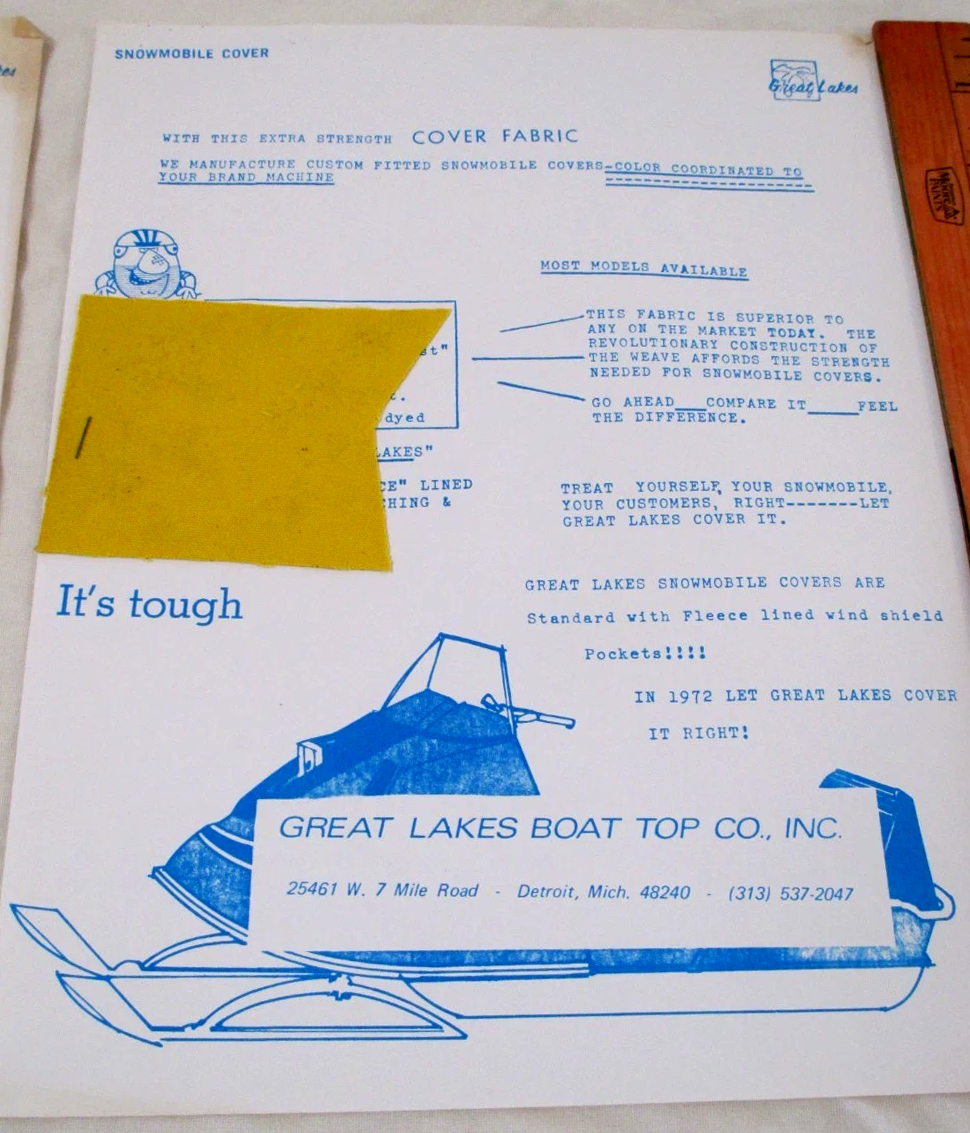 SNOWMOBILE COVER
Great Lakes
WITH THIS EXTRA STRENGTH COVER FABRIC
WE MANUFACTURE CUSTOM FITTED SNOWMOBILE COVERS-COLOR COORDINATED TO
YOUR BRAND MACHINE
MOST MODELS AVAILABLE
THIS FABRIC IS SUPERIOR TO
ANY ON THE MARKET TODAY. THE
REVOLUTIONARY CONSTRUCTION OF
THE WEAVE AFFORDS THE STRENGTH
NEEDED FOR SNOWMOBILE COVERS.
GO AHEAD___COMPARE IT_____FEEL
THE DIFFERENCE.
dyed
LAKES"
LINED
&
TREAT YOURSELF, YOUR SNOWMOBILE,
YOUR CUSTOMERS, RIGHT-------LET
GREAT LAKES COVER IT.
It's tough
GREAT LAKES SNOWMOBILE COVERS ARE
Standard with Fleece lined wind shield
Pockets!!!!
IN 1972 LET GREAT LAKES COVER
IT RIGHT!
GREAT LAKES BOAT TOP CO., INC.
25461 W. 7 Mile Road - Detroit, Mich. 48240 - (313) 537-2047